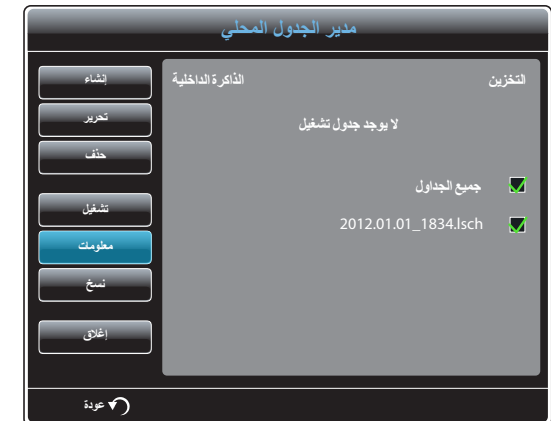 مدير الجدول المحلي
التخزين
الذاكرة الداخلية
لا يوجد جدول تشغيل
جميع الجداول
2012.01.01_1834.lsch
إنشاء
تحرير
حذف
تشغيل
معلومات
نسخ
إغلاق
عودة